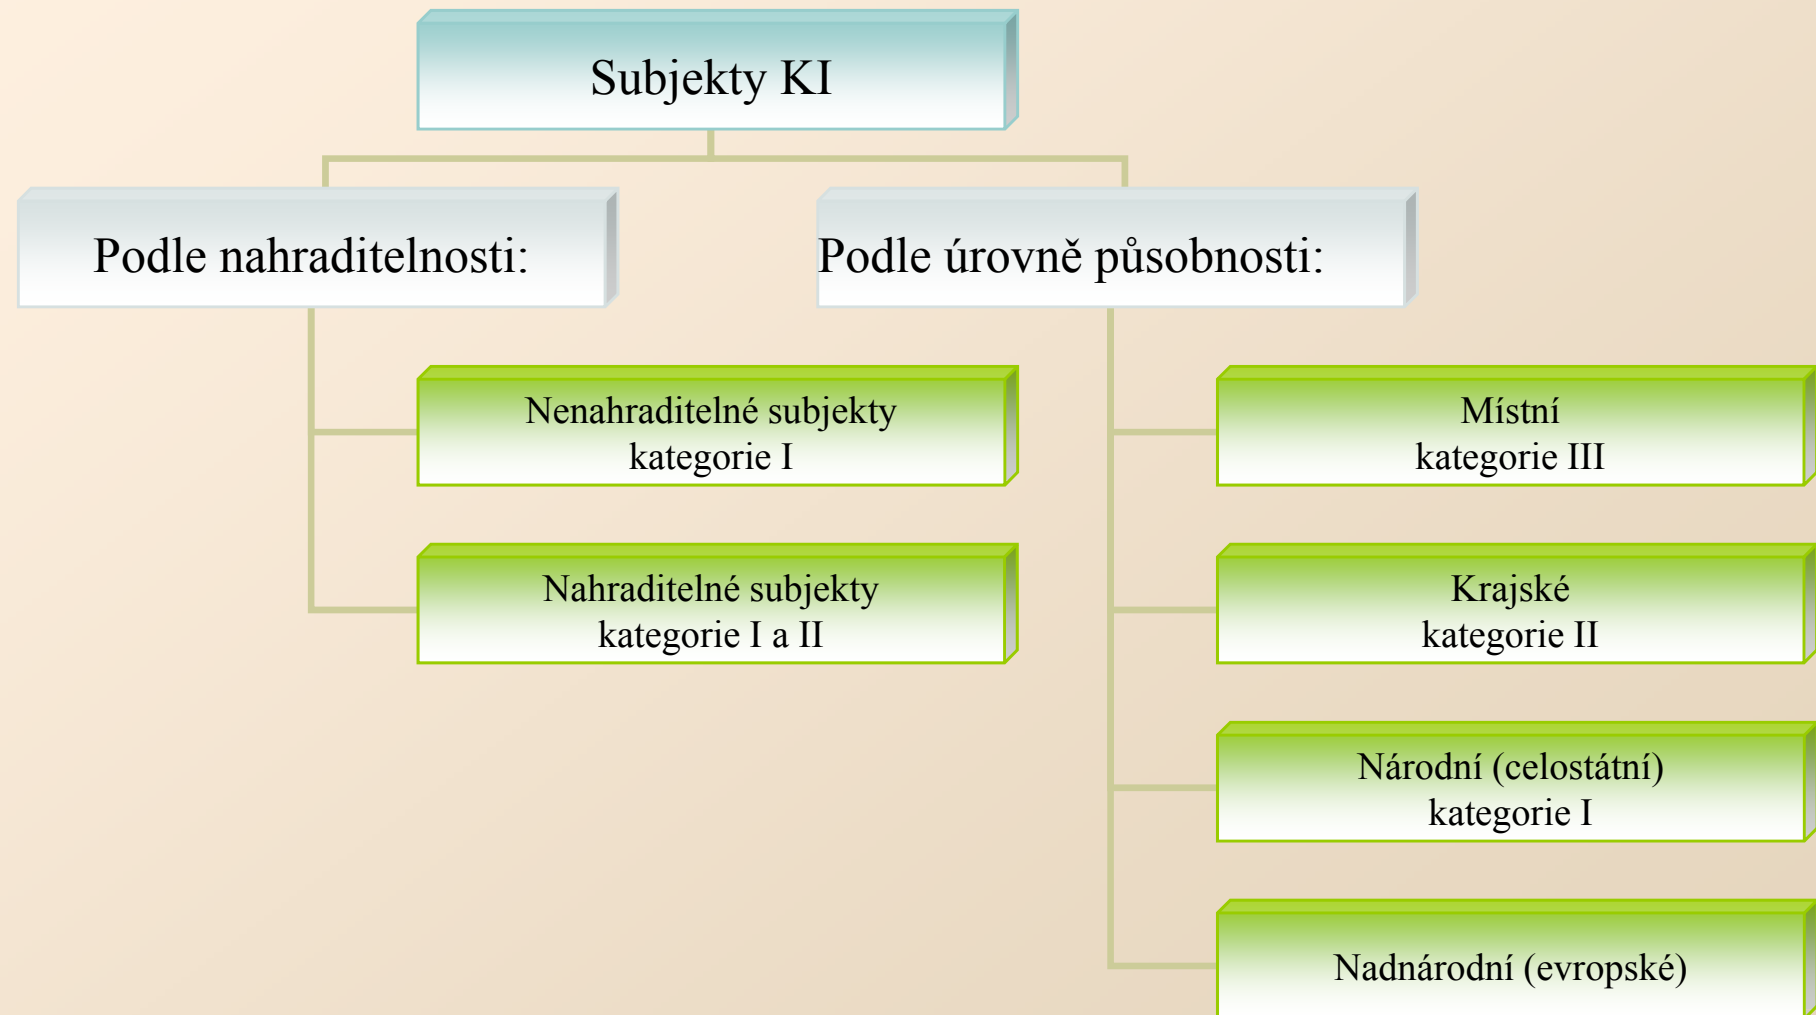 Subjekty KI
Podle nahraditelnosti:
Podle úrovně působnosti:
Nenahraditelné subjekty
kategorie I
Nahraditelné subjekty
kategorie I a II
Místní
kategorie III
Krajské
kategorie II
Národní (celostátní)
kategorie I
Nadnárodní (evropské)